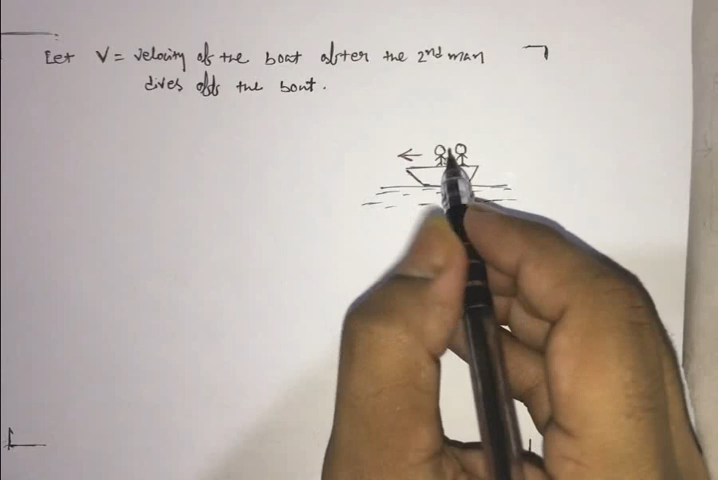 Let V = velocity of the boat after the 2nd man
dives off the boat.